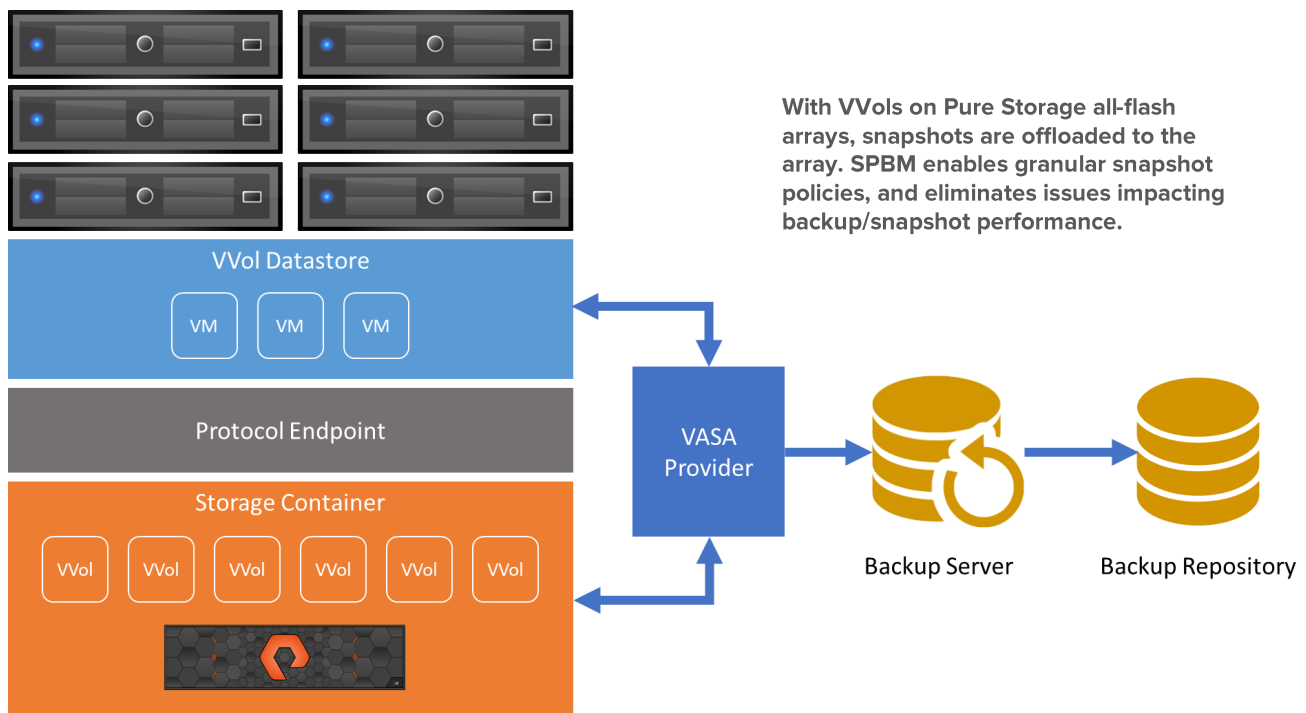 With VVols on Pure Storage all-flash
arrays, snapshots are offloaded to the
array. SPBM enables granular snapshot
policies, and eliminates issues impacting
backup/snapshot performance.
VVol Datastore
VM VM VM
Protocol Endpoint
Storage Container
VVol VVol VVol VVol VVol VVol
VASA
Provider
Backup Server
Backup Repository